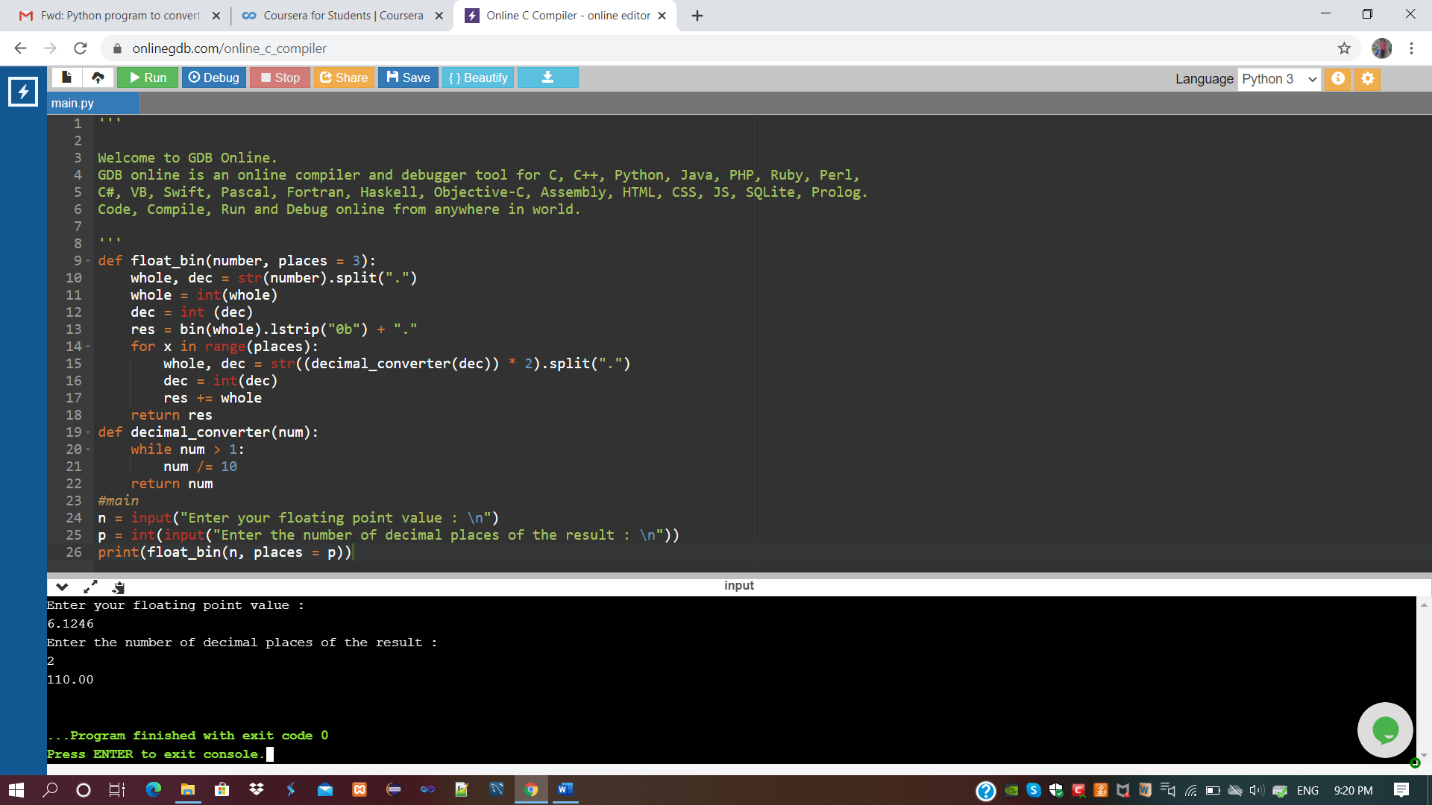 Fwd: Python program to convert
Coursera for Students | Coursera
Online C Compiler - online editor
onlinegdb.com/online_c_compiler
Run
Debug
Stop
Share
Save
{ } Beautify
Language Python 3
main.py
1 '''
2
3 Welcome to GDB Online.
4 GDB online is an online compiler and debugger tool for C, C++, Python, Java, PHP, Ruby, Perl,
5 C#, VB, Swift, Pascal, Fortran, Haskell, Objective-C, Assembly, HTML, CSS, JS, SQLite, Prolog.
6 Code, Compile, Run and Debug online from anywhere in world.
7
8 '''
9 def float_bin(number, places = 3):
10     whole, dec = str(number).split(".")
11     whole = int(whole)
12     dec = int (dec)
13     res = bin(whole).lstrip("0b") + "."
14     for x in range(places):
15         whole, dec = str((decimal_converter(dec)) * 2).split(".")
16         dec = int(dec)
17         res += whole
18     return res
19 def decimal_converter(num):
20     while num > 1:
21         num /= 10
22     return num
23 #main
24 n = input("Enter your floating point value : \n")
25 p = int(input("Enter the number of decimal places of the result : \n"))
26 print(float_bin(n, places = p))
input
Enter your floating point value :
6.1246
Enter the number of decimal places of the result :
2
110.00
...Program finished with exit code 0
Press ENTER to exit console.
ENG
9:20 PM